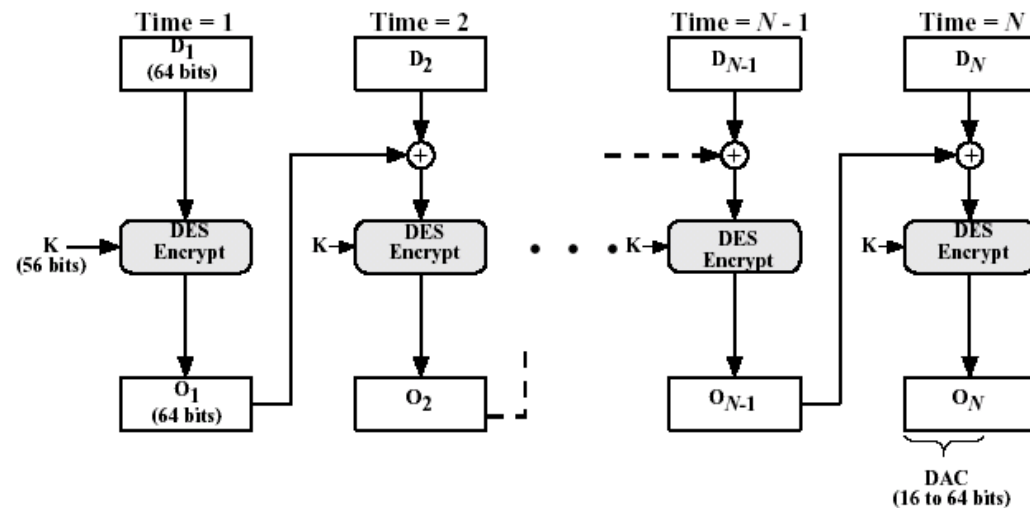 Time = 1
Time = 2
Time = N - 1
Time = N
D1
(64 bits)
D2
DN-1
DN
+
+
+
K
(56 bits)
DES
Encrypt
K
DES
Encrypt
K
DES
Encrypt
K
DES
Encrypt
O1
(64 bits)
O2
ON-1
ON
DAC
(16 to 64 bits)